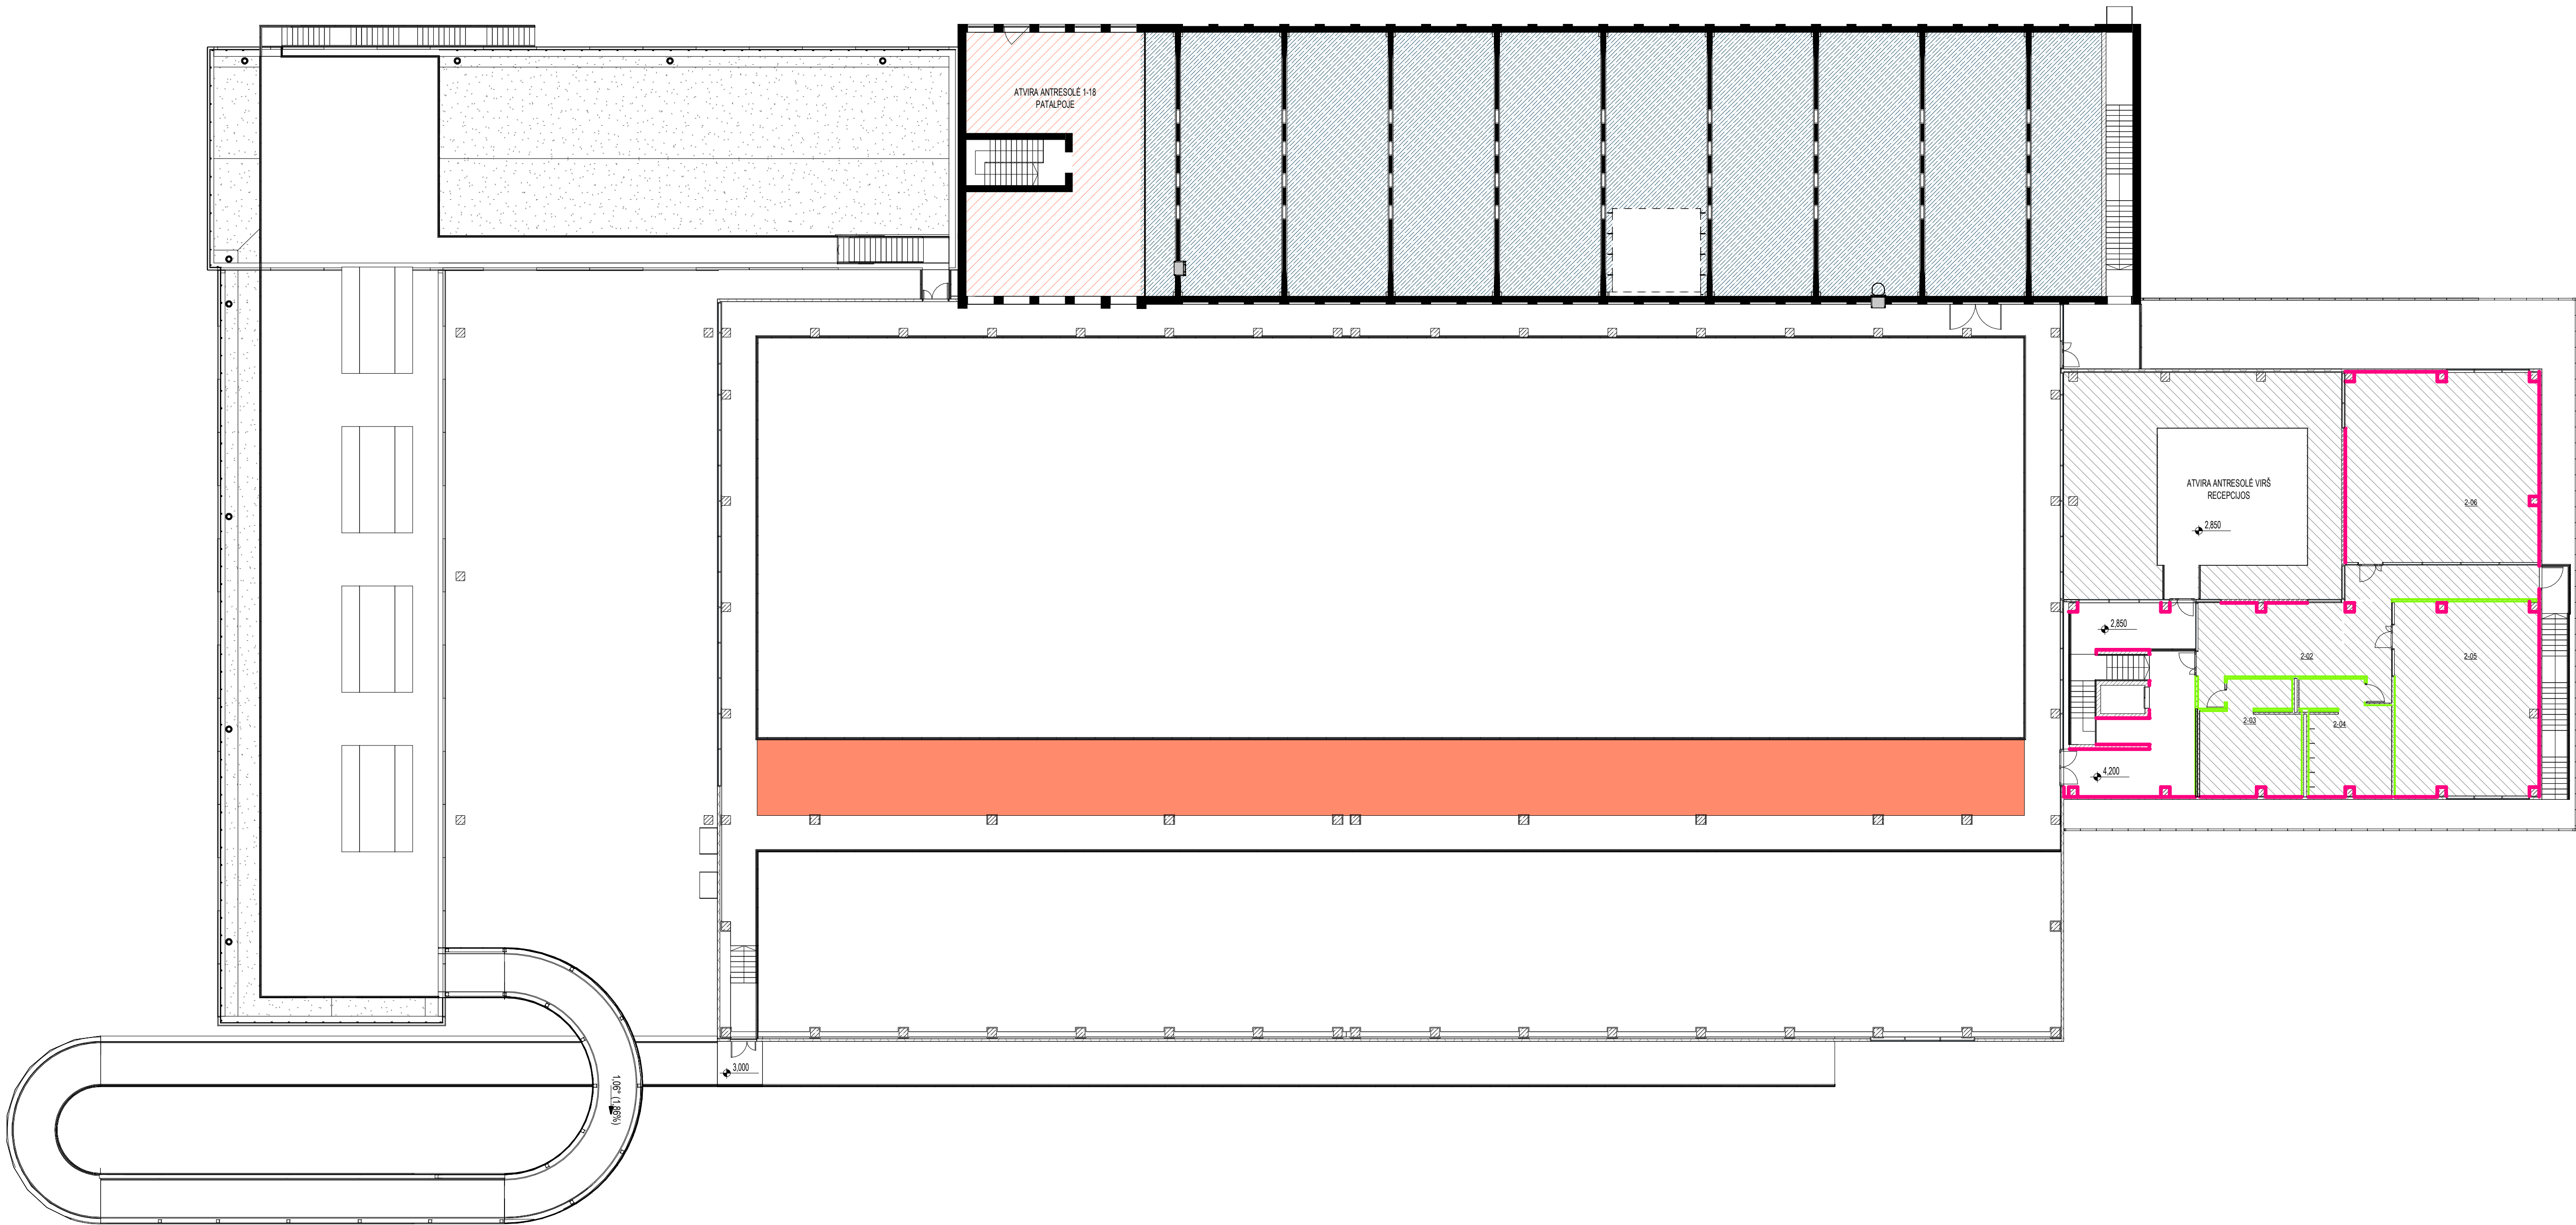 ATVIRA ANTRESOLĖ 1-18
PATALPOJE
ATVIRA ANTRESOLĖ VIRŠ
RECEPCIJOS
2,850
2-06
2,850
2-02
2-05
2-03
2-04
4,200
3,000
1,06° (1,86%)